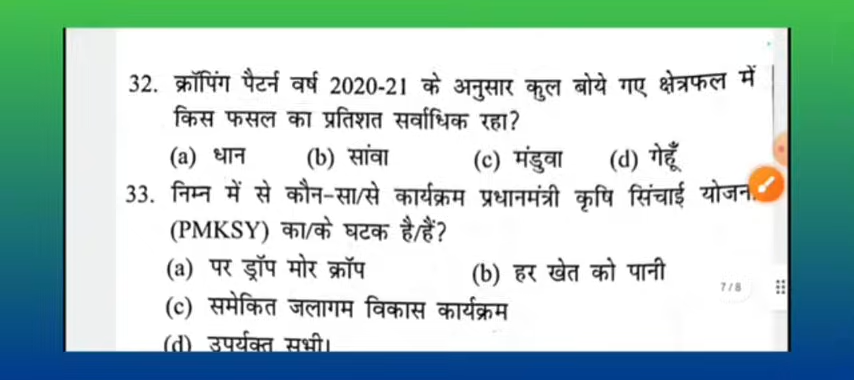 32. क्रॉपिंग पैटर्न वर्ष 2020-21 के अनुसार कुल बोये गए क्षेत्रफल में
किस फसल का प्रतिशत सर्वाधिक रहा?
(a) धान (b) सांवा (c) मंडुवा (d) गेहूँ
33. निम्न में से कौन-सा/से कार्यक्रम प्रधानमंत्री कृषि सिंचाई
(PMKSY) का/के घटक है/हैं?
(a) पर ड्रॉप मोर क्रॉप (b) हर खेत को पानी
7/8
(c) समेकित जलागम विकास कार्यक्रम
(d) उपर्युक्त सभी।